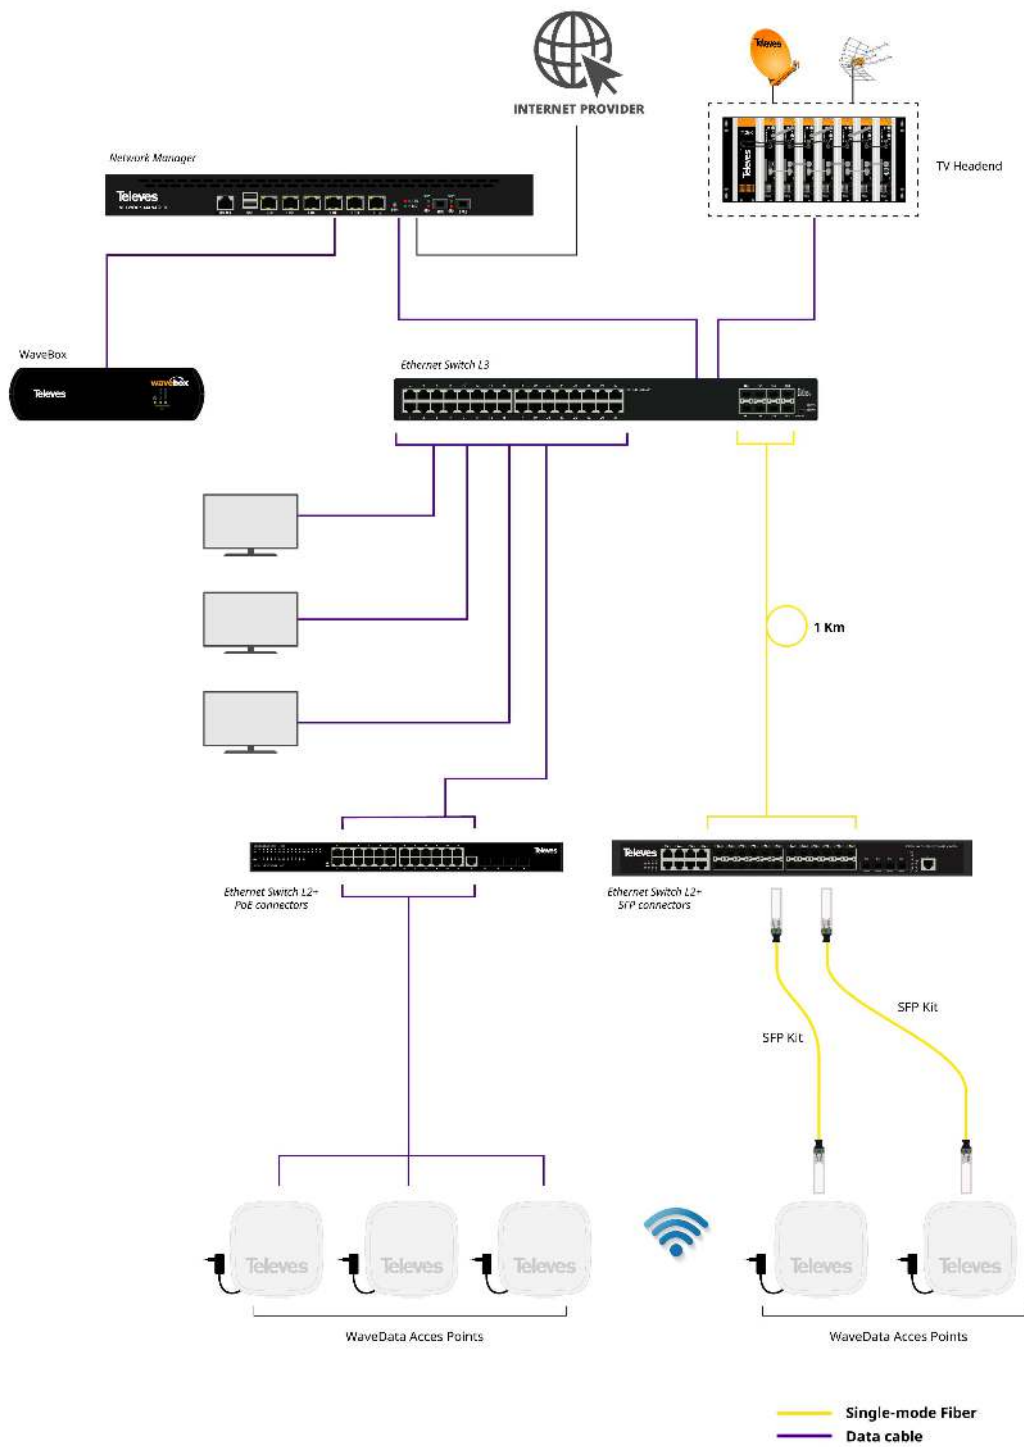 Televes
INTERNET PROVIDER
Network Manager
Televes
Televes
TV Headend
WaveBox
Televes
wavebox
Ethernet Switch L3
1 Km
Televes
Televes
Ethernet Switch L2+
PoE connectors
Ethernet Switch L2+
SFP connectors
SFP Kit
SFP Kit
Televes
Televes
Televes
Televes
Televes
WaveData Acces Points
WaveData Acces Points
Single-mode Fiber
Data cable